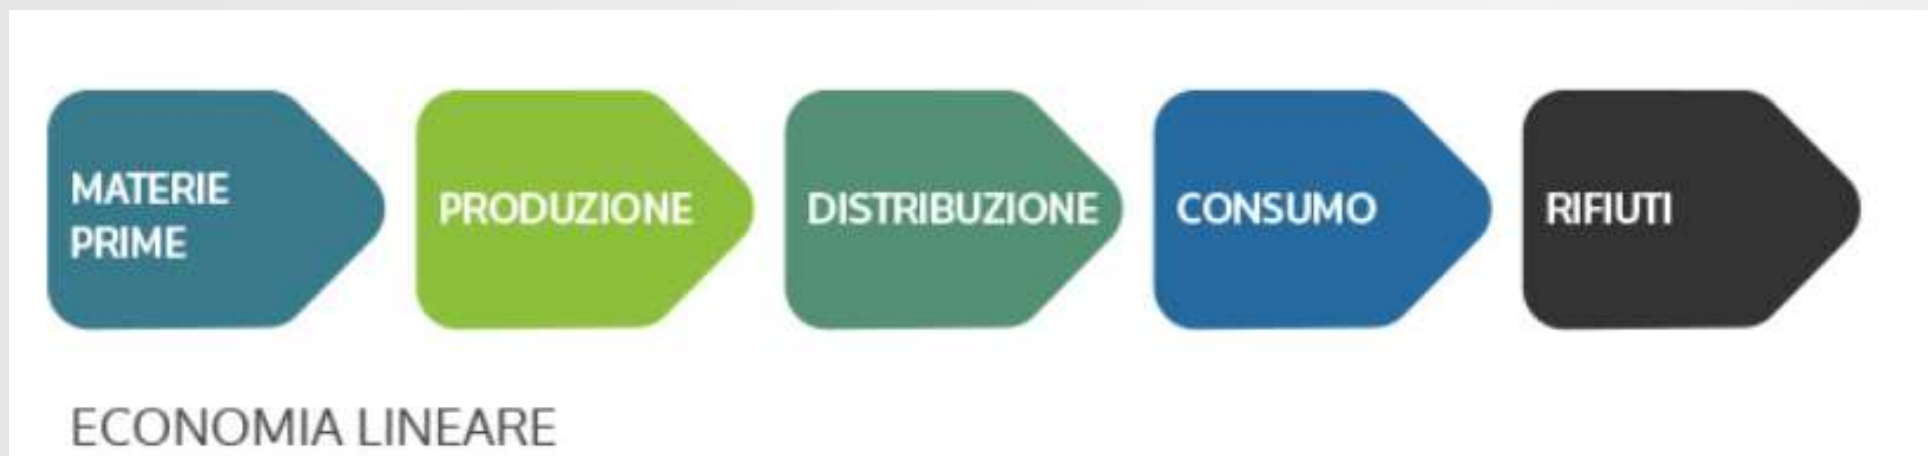 MATERIE
PRIME
PRODUZIONE
DISTRIBUZIONE
CONSUMO
RIFIUTI
ECONOMIA LINEARE